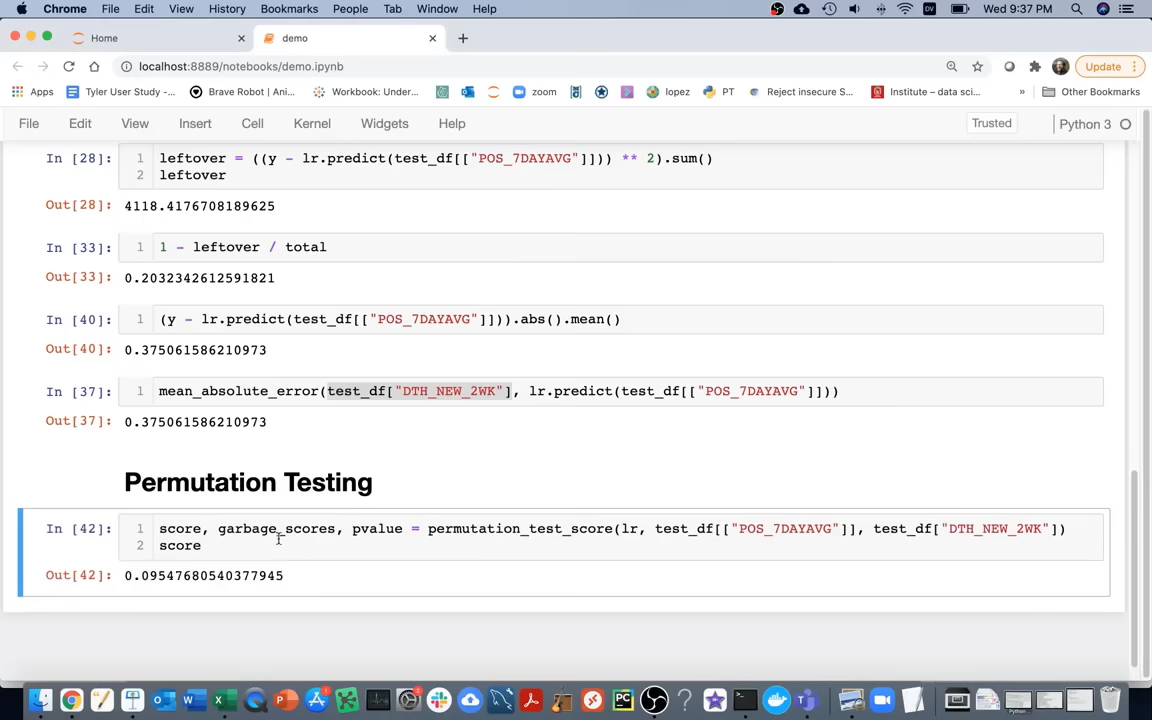 Chrome File Edit View History Bookmarks People Tab Window Help DV Wed 9:37 PM
Home demo
localhost:8889/notebooks/demo.ipynb Update
Apps Tyler User Study -... Brave Robot | Ani... Workbook: Under... zoom lopez PT Reject insecure S... Institute – data sci... » Other Bookmarks
File Edit View Insert Cell Kernel Widgets Help Trusted Python 3
In [28]: 1 leftover = ((y - lr.predict(test_df[["POS_7DAYAVG"]])) ** 2).sum()
2 leftover
Out[28]: 4118.4176708189625
In [33]: 1 1 - leftover / total
Out[33]: 0.2032342612591821
In [40]: 1 (y - lr.predict(test_df[["POS_7DAYAVG"]])).abs().mean()
Out[40]: 0.375061586210973
In [37]: 1 mean_absolute_error(test_df["DTH_NEW_2WK"], lr.predict(test_df[["POS_7DAYAVG"]]))
Out[37]: 0.375061586210973
Permutation Testing
In [42]: 1 score, garbage_scores, pvalue = permutation_test_score(lr, test_df[["POS_7DAYAVG"]], test_df["DTH_NEW_2WK"])
2 score
Out[42]: 0.09547680540377945